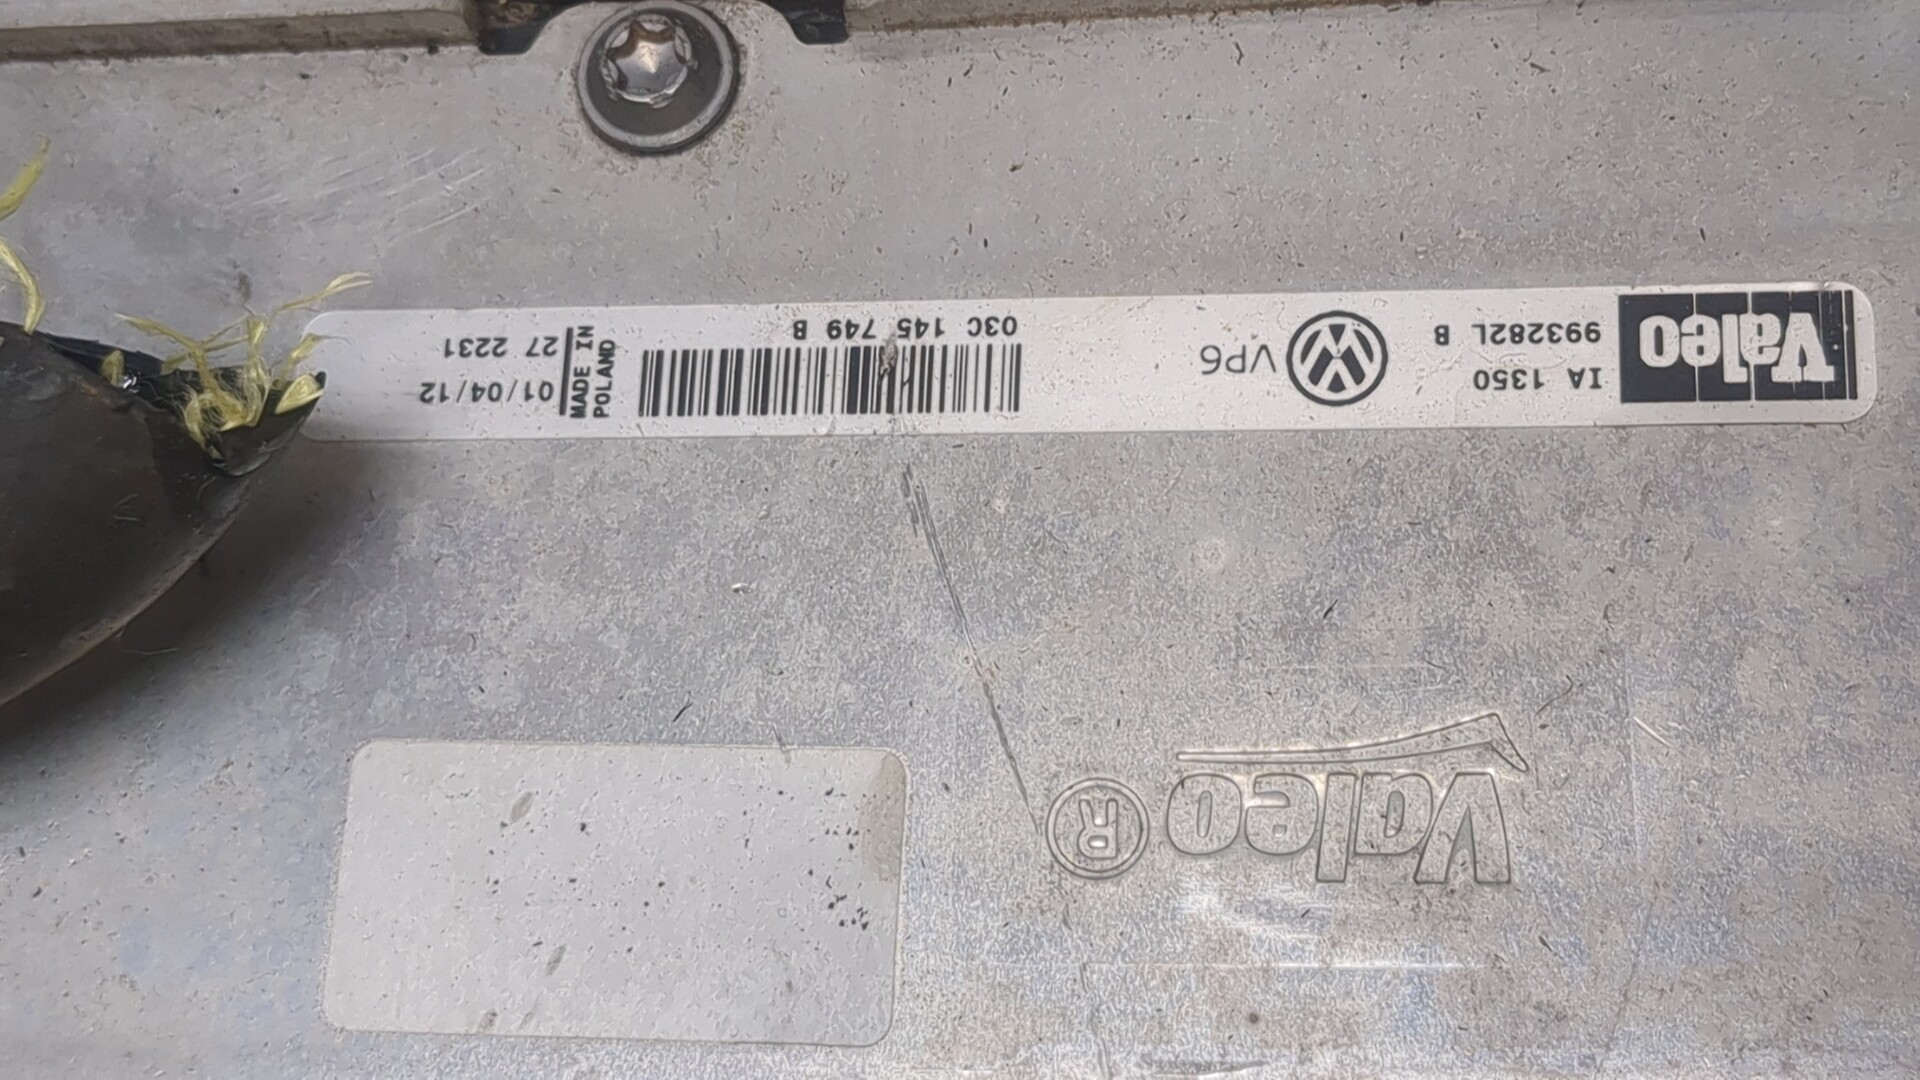 Valeo
993282L B
IA 1350
VP6
03C 145 749 B
MADE IN
POLAND
27 2231
01/04/12
Valeo ®